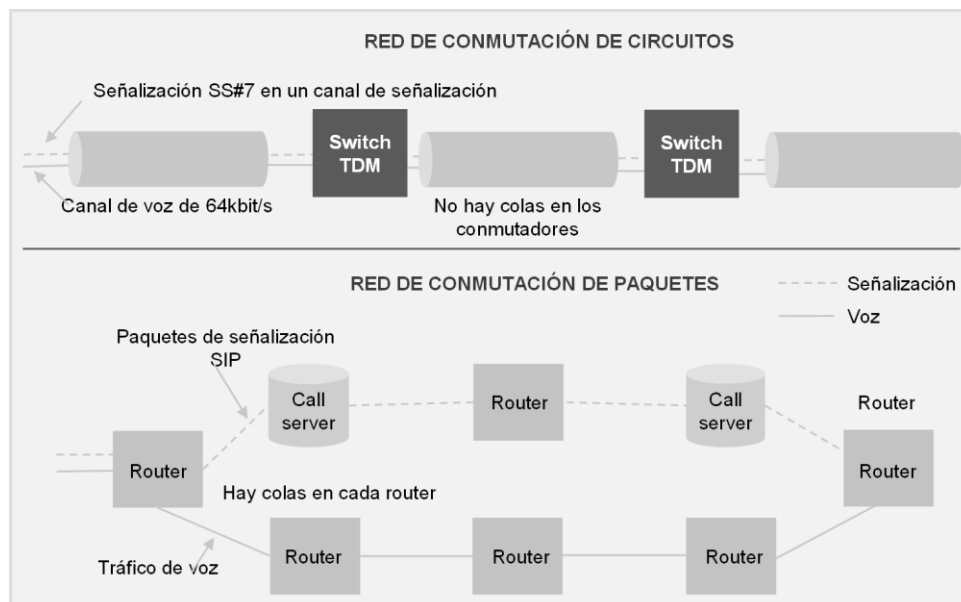 RED DE CONMUTACIÓN DE CIRCUITOS
Señalización SS#7 en un canal de señalización
Switch
TDM
Switch
TDM
Canal de voz de 64kbit/s
No hay colas en los
conmutadores
RED DE CONMUTACIÓN DE PAQUETES
Señalización
Voz
Paquetes de señalización
SIP
Call
server
Router
Call
server
Router
Router
Router
Hay colas en cada router
Router
Router
Router
Tráfico de voz